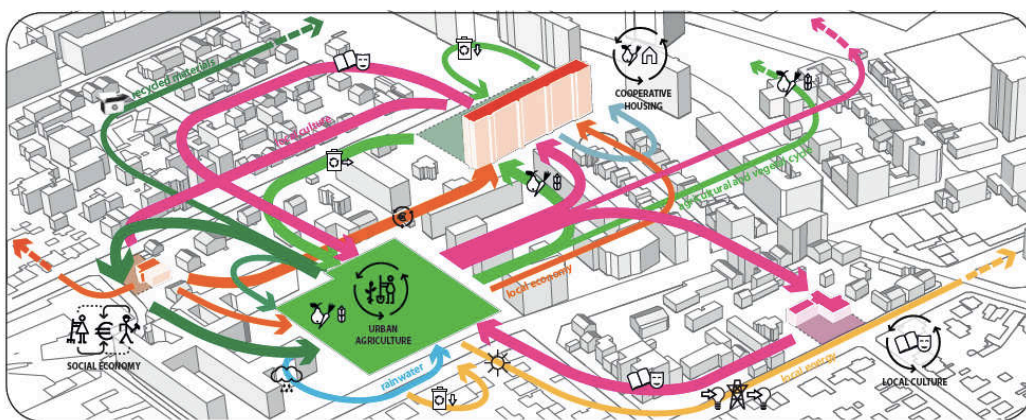 recycled materials
COOPERATIVE
HOUSING
local culture
agricultural and vegetal cycle
local economy
€
URBAN
AGRICULTURE
€
SOCIAL ECONOMY
rainwater
local energy
LOCAL CULTURE